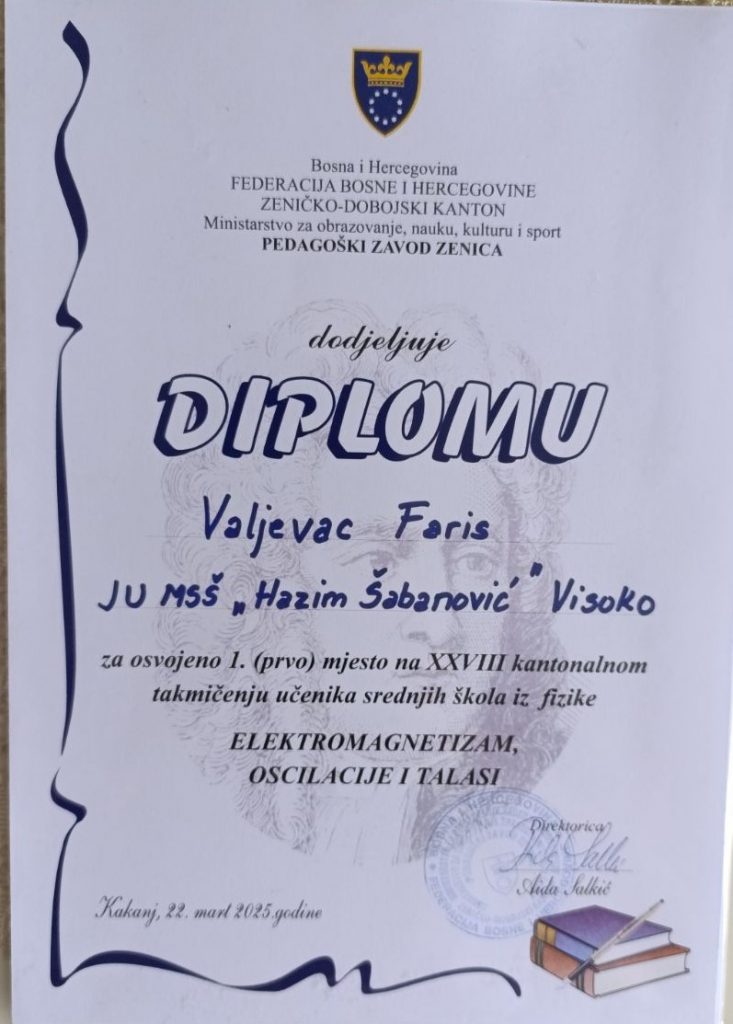 Bosna i Hercegovina
FEDERACIJA BOSNE I HERCEGOVINE
ZENIČKO-DOBOJSKI KANTON
Ministarstvo za obrazovanje, nauku, kulturu i sport
PEDAGOŠKI ZAVOD ZENICA
dodjeljuje
DIPLOMU
Valjevac Faris
JU MSŠ „Hazim Šabanović" Visoko
za osvojeno 1. (prvo) mjesto na XXVIII kantonalnom
takmičenju učenika srednjih škola iz fizike
ELEKTROMAGNETIZAM,
OSCILACIJE I TALASI
Direktorica
Aida Salkić
Kakanj, 22. mart 2025.godine